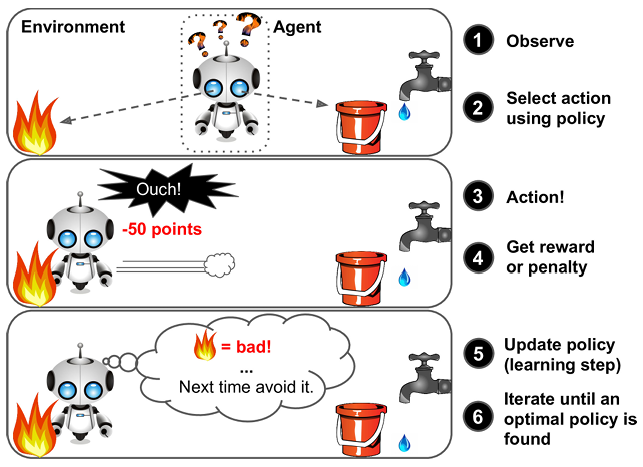 Environment
Agent
? ? ?
1 Observe
2 Select action
using policy
Ouch!
-50 points
3 Action!
4 Get reward
or penalty
= bad!
...
Next time avoid it.
5 Update policy
(learning step)
6 Iterate until an
optimal policy is
found